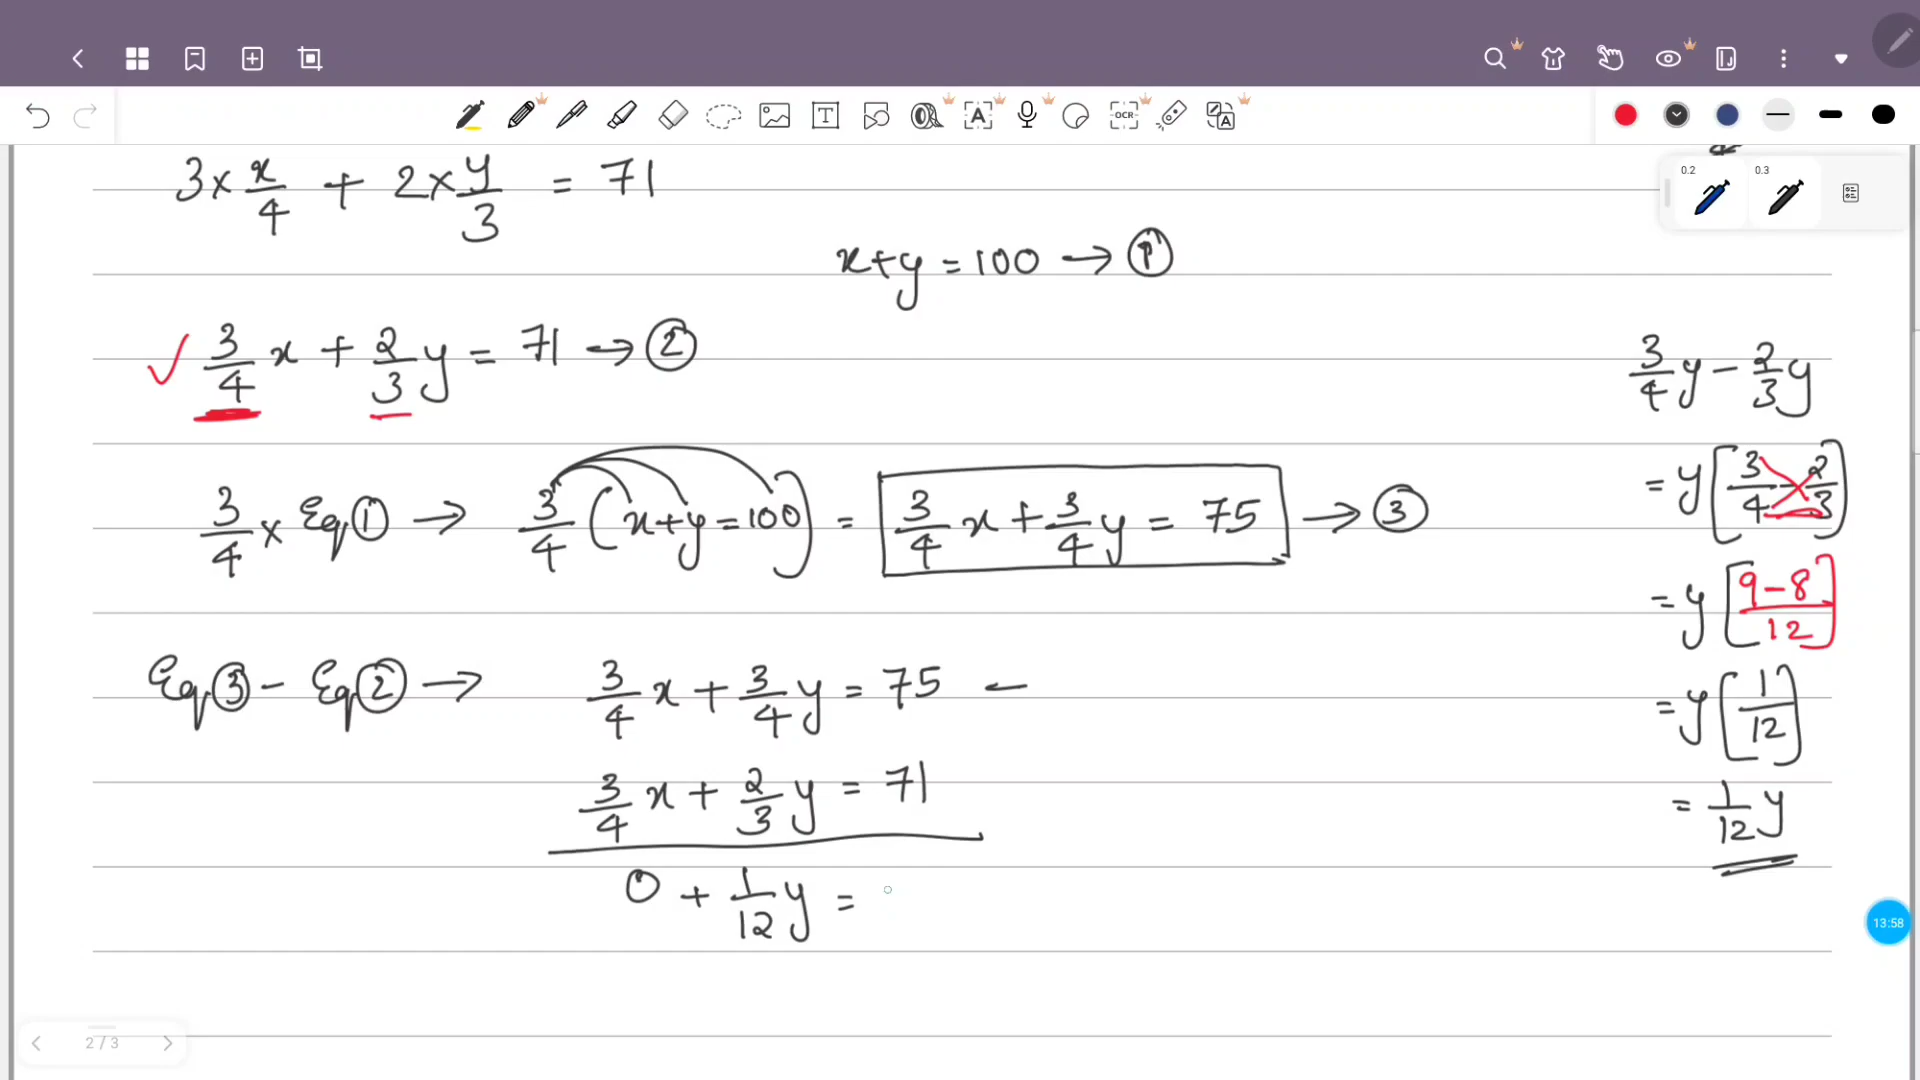 0.2 0.3
3 × x/4 + 2 × y/3 = 71
x+y = 100 → ①
✓ 3/4 x + 2/3 y = 71 → ②
3/4 × Eq① → 3/4 (x+y = 100) = 3/4 x + 3/4 y = 75 → ③
Eq③ - Eq② → 3/4 x + 3/4 y = 75 —
3/4 x + 2/3 y = 71
0 + 1/12 y =
3/4 y - 2/3 y
= y [3/4 - 2/3]
= y [9-8/12]
= y [1/12]
= 1/12 y
13:58
2 / 3